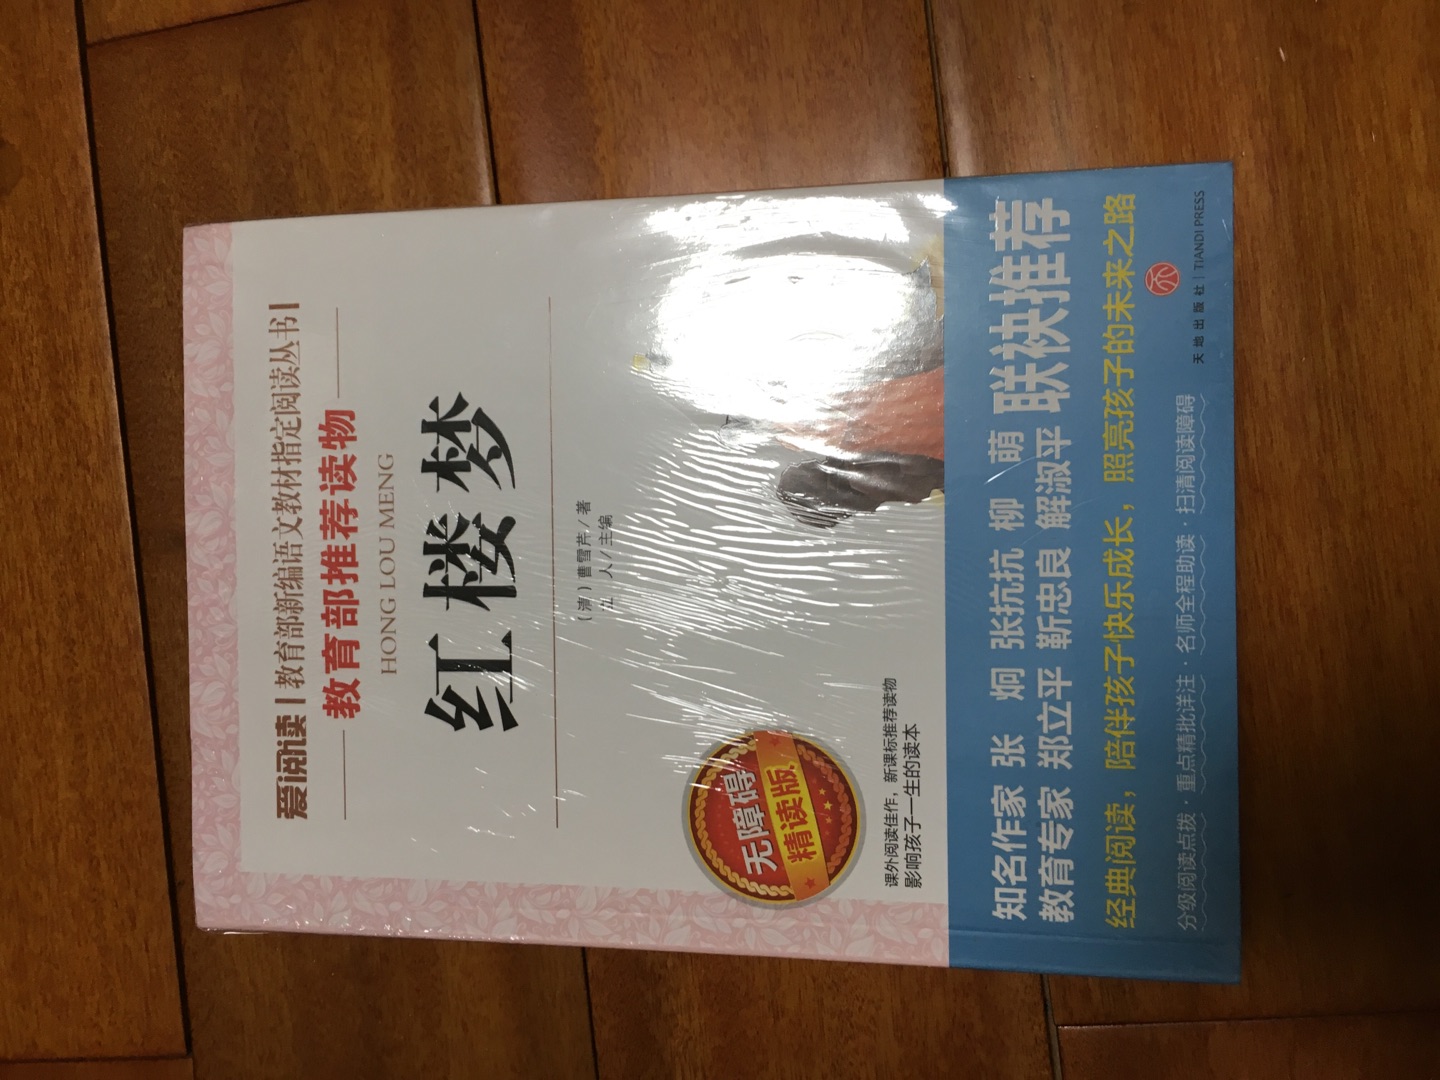 爱阅读 | 教育部新编语文教材指定阅读丛书 |
教育部推荐读物
HONG LOU MENG
红楼梦
（清）曹雪芹／著
立 人／主编
无障碍
精读版
课外阅读佳作，新课标推荐读物
影响孩子一生的读本
知名作家 张 炯 张抗抗 柳 萌
教育专家 郑立平 靳忠良 解淑平
联袂推荐
经典阅读，陪伴孩子快乐成长，照亮孩子的未来之路
分级阅读点拨·重点精批详注·名师全程助读·扫清阅读障碍
天地出版社 | TIANDI PRESS